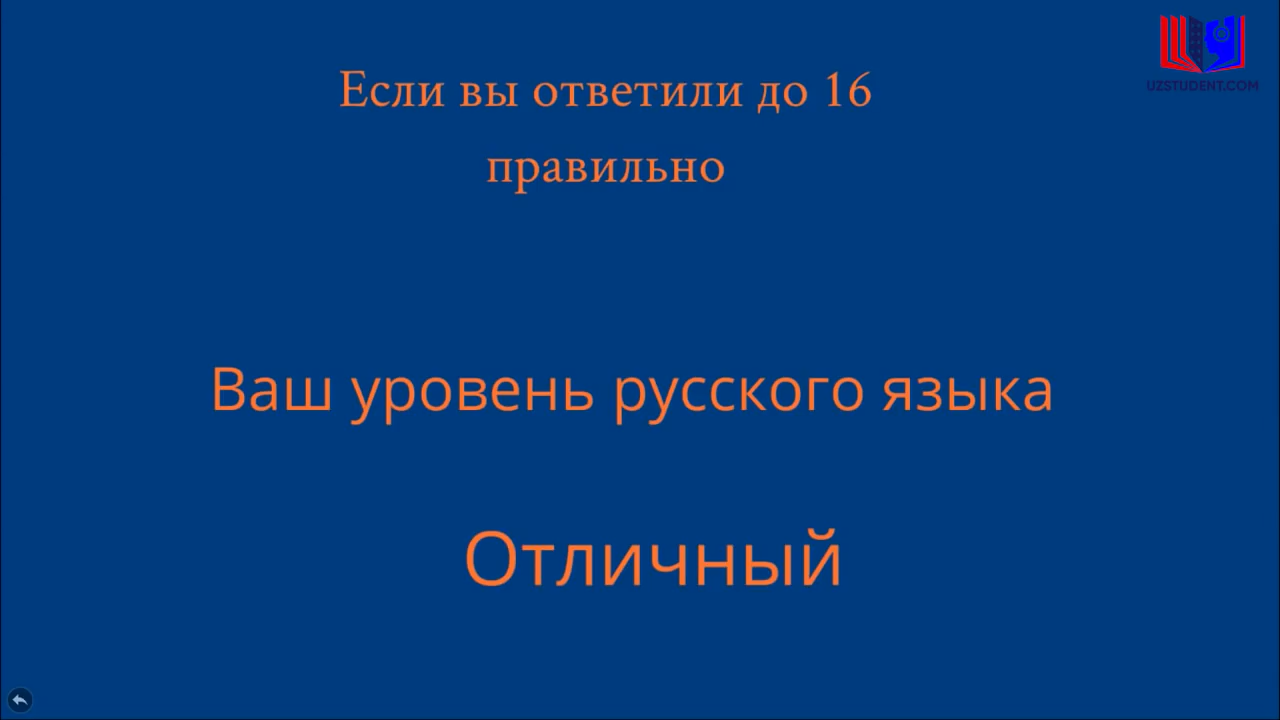 UZSTUDENT.COM
Если вы ответили до 16
правильно
Ваш уровень русского языка
Отличный